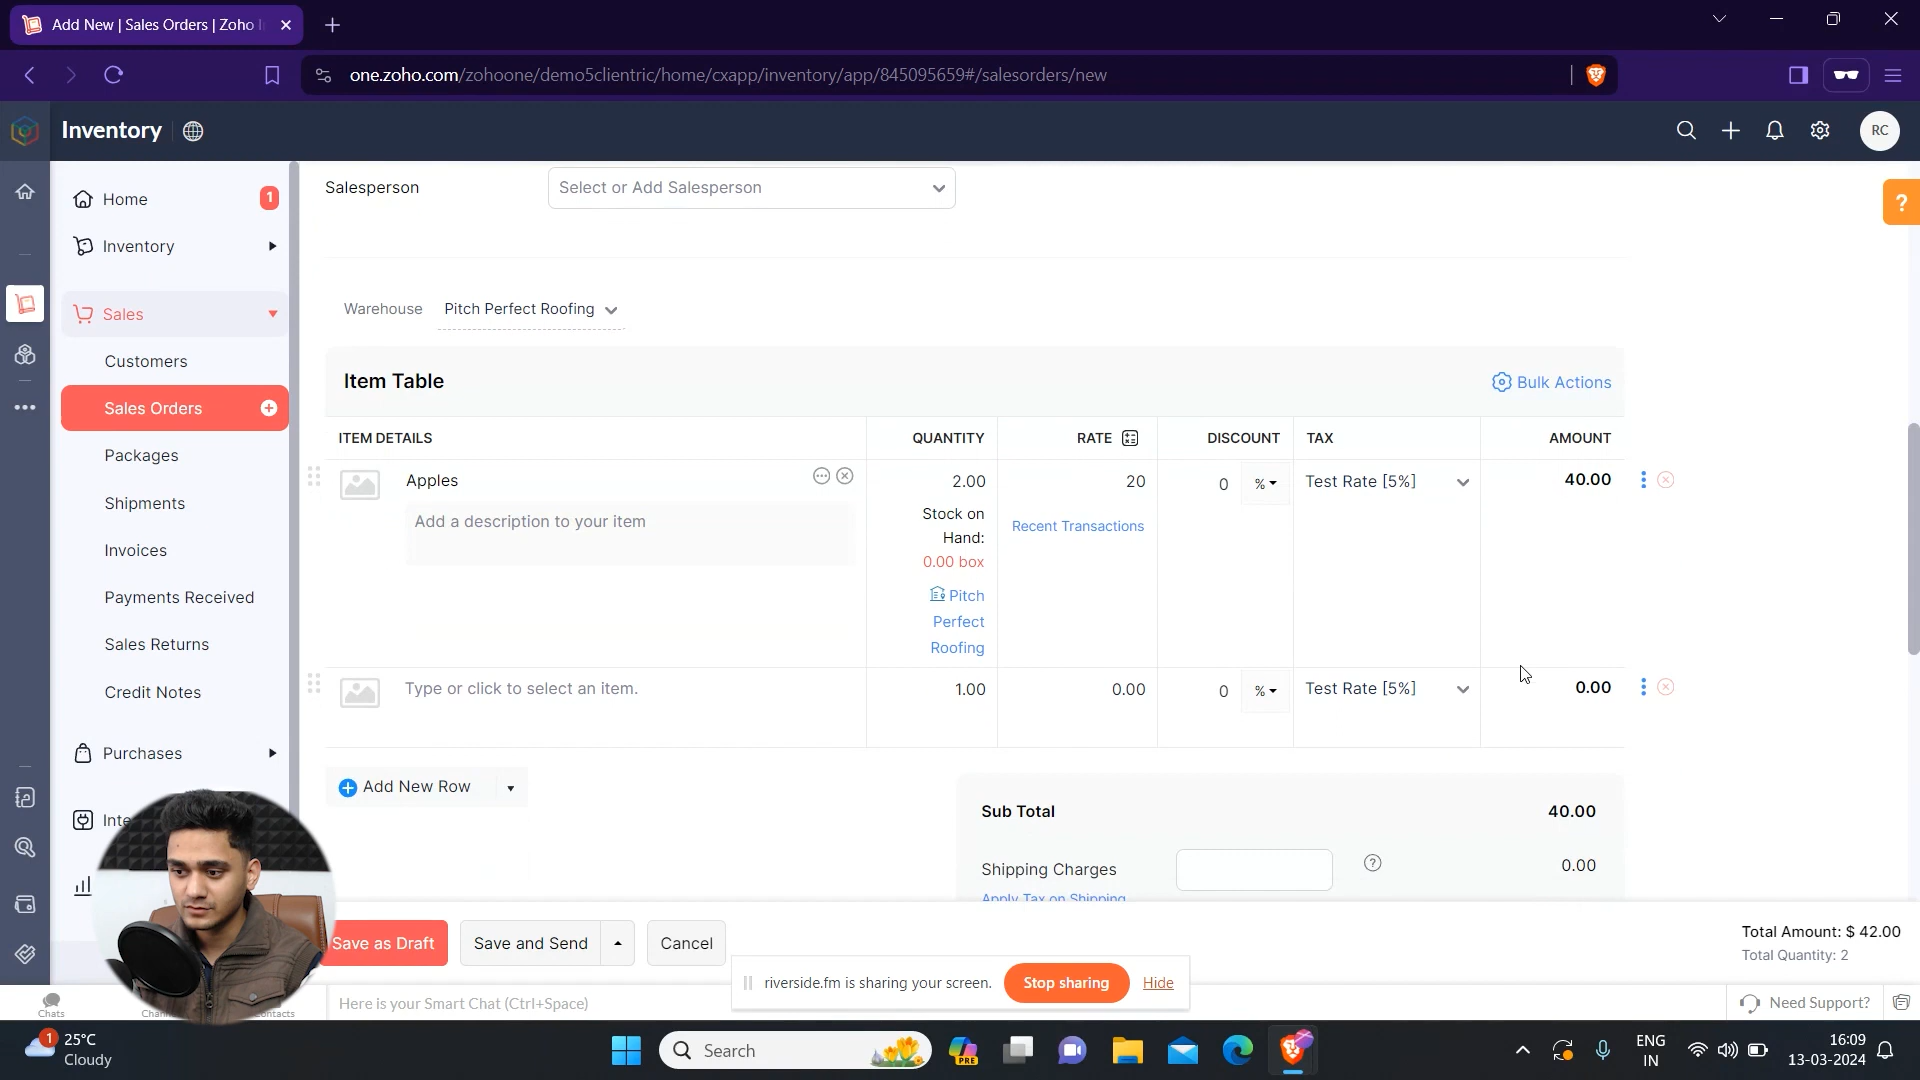 Add New | Sales Orders | Zoho I
one.zoho.com/zohoone/demo5clientric/home/cxapp/inventory/app/845095659#/salesorders/new
Inventory
RC
Home 1
Inventory
Sales
Customers
Sales Orders
Packages
Shipments
Invoices
Payments Received
Sales Returns
Credit Notes
Purchases
Inte
Salesperson Select or Add Salesperson
?
Warehouse Pitch Perfect Roofing
Item Table Bulk Actions
ITEM DETAILS QUANTITY RATE DISCOUNT TAX AMOUNT
Apples 2.00 20 0 % Test Rate [5%] 40.00
Add a description to your item
Stock on
Hand:
0.00 box
Recent Transactions
Pitch
Perfect
Roofing
Type or click to select an item. 1.00 0.00 0 % Test Rate [5%] 0.00
Add New Row
Sub Total 40.00
Shipping Charges ? 0.00
Apply Tax on Shipping
Save as Draft Save and Send Cancel
Total Amount: $ 42.00
Total Quantity: 2
riverside.fm is sharing your screen. Stop sharing Hide
Chats
Chan
ontacts
Here is your Smart Chat (Ctrl+Space)
Need Support?
1
25°C
Cloudy
Search
PRE
ENG
IN
16:09
13-03-2024